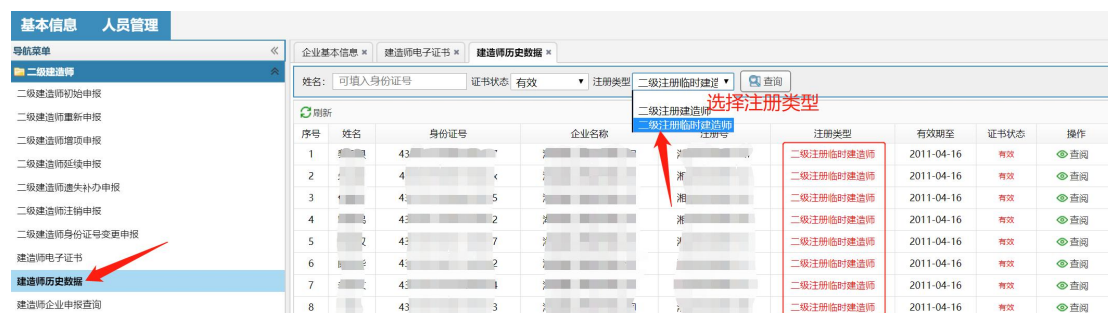 基本信息 人员管理
导航菜单
二级建造师
二级建造师初始申报
二级建造师重新申报
二级建造师增项申报
二级建造师延续申报
二级建造师遗失补办申报
二级建造师注销申报
二级建造师身份证号变更申报
建造师电子证书
建造师历史数据
建造师企业申报查询
企业基本信息 建造师电子证书 建造师历史数据
姓名: 可填入身份证号 证书状态 有效 注册类型 二级注册临时建造 查询
二级注册建造师
二级注册临时建造师
选择注册类型
刷新
序号 姓名 身份证号 企业名称 注册号 注册类型 有效期至 证书状态 操作
1 43 二级注册临时建造师 2011-04-16 有效 查阅
2 4 x 湘 二级注册临时建造师 2011-04-16 有效 查阅
3 4 5 湘 二级注册临时建造师 2011-04-16 有效 查阅
4 43 2 湘 二级注册临时建造师 2011-04-16 有效 查阅
5 43 7 二级注册临时建造师 2011-04-16 有效 查阅
6 4 2 二级注册临时建造师 2011-04-16 有效 查阅
7 4 二级注册临时建造师 2011-04-16 有效 查阅
8 43 3 二级注册临时建造师 2011-04-16 有效 查阅